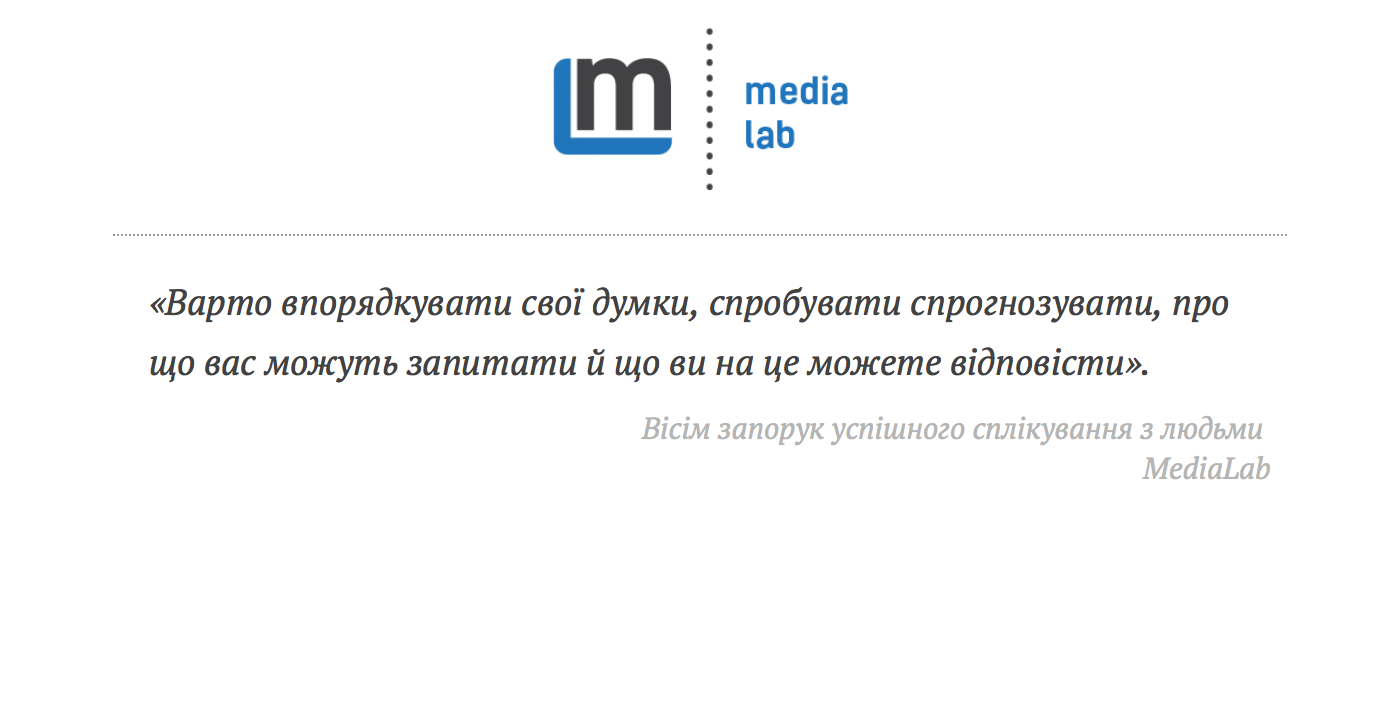 m
media
lab
«Варто впорядкувати свої думки, спробувати спрогнозувати, про
що вас можуть запитати й що ви на це можете відповісти».
Вісім запорук успішного сплікування з людьми
MediaLab